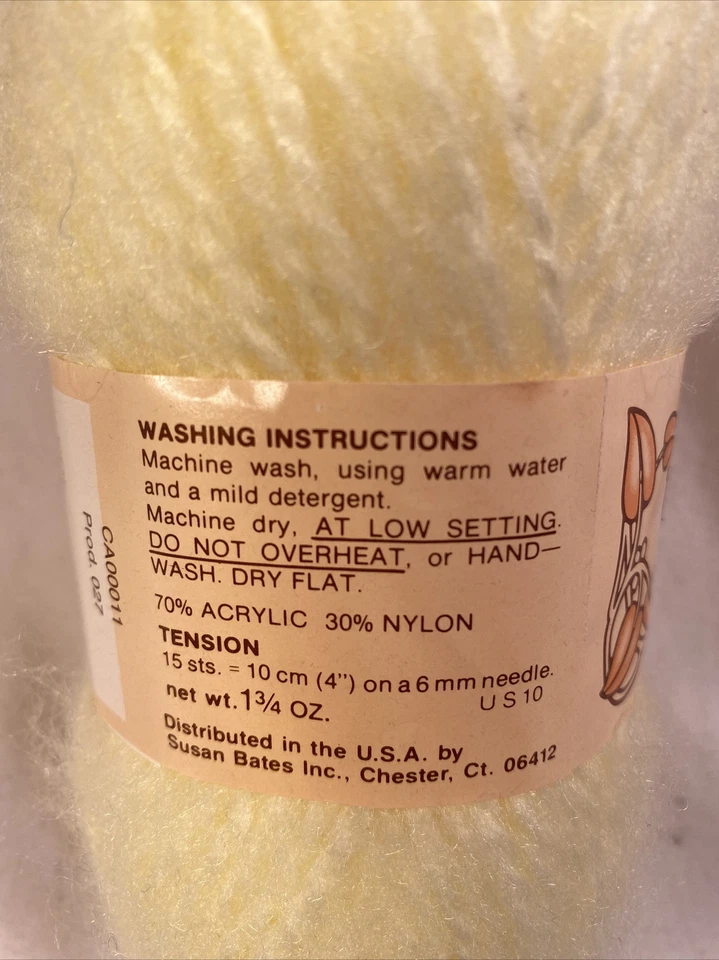 WASHING INSTRUCTIONS
Machine wash, using warm water
and a mild detergent.
Machine dry, AT LOW SETTING.
DO NOT OVERHEAT, or HAND—
WASH. DRY FLAT.
70% ACRYLIC 30% NYLON
TENSION
15 sts. = 10 cm (4") on a 6 mm needle.
U S 10
net wt. 1¾ OZ.
Distributed in the U.S.A. by
Susan Bates Inc., Chester, Ct. 06412
CA00011
Prod. 027